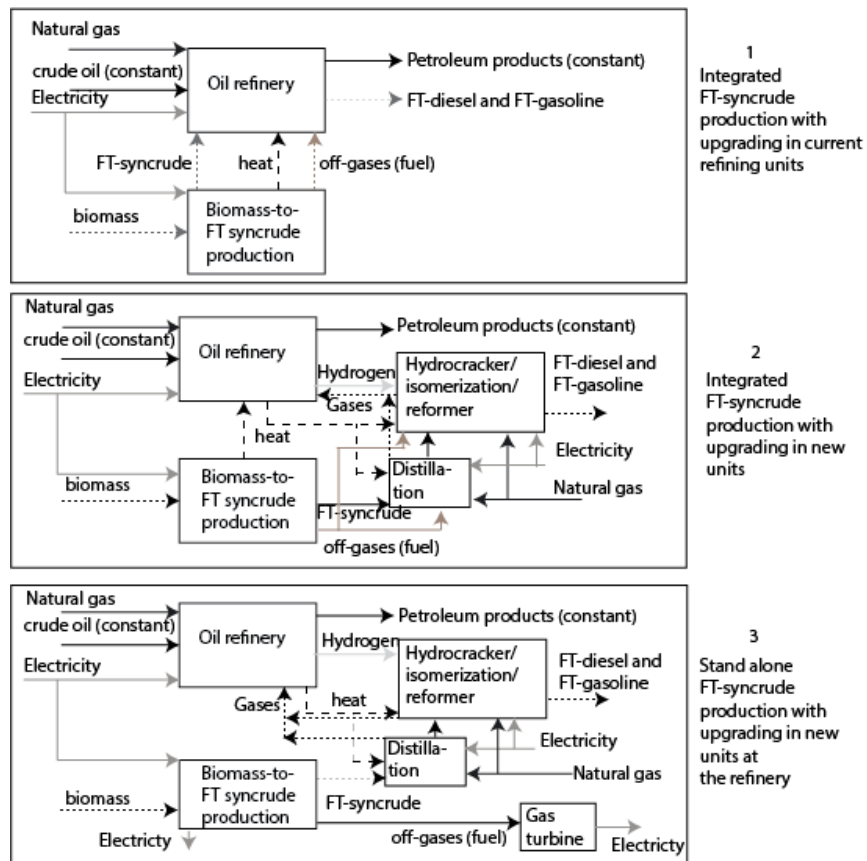 Natural gas
crude oil (constant)
Electricity
Oil refinery
Petroleum products (constant)
FT-diesel and FT-gasoline
FT-syncrude
heat
off-gases (fuel)
biomass
Biomass-to-
FT syncrude
production
1
Integrated
FT-syncrude
production with
upgrading in current
refining units
Natural gas
crude oil (constant)
Electricity
Oil refinery
Petroleum products (constant)
Hydrogen
Gases
Hydrocracker/
isomerization/
reformer
FT-diesel and
FT-gasoline
heat
Electricity
biomass
Biomass-to-
FT syncrude
production
Distilla-
tion
Natural gas
FT-syncrude
off-gases (fuel)
2
Integrated
FT-syncrude
production with
upgrading in new
units
Natural gas
crude oil (constant)
Electricity
Oil refinery
Petroleum products (constant)
Hydrogen
Hydrocracker/
isomerization/
reformer
FT-diesel and
FT-gasoline
heat
Gases
Electricity
Distilla-
tion
Natural gas
biomass
Biomass-to-
FT syncrude
production
FT-syncrude
off-gases (fuel)
Gas
turbine
Electricty
Electricty
3
Stand alone
FT-syncrude
production with
upgrading in new
units at
the refinery